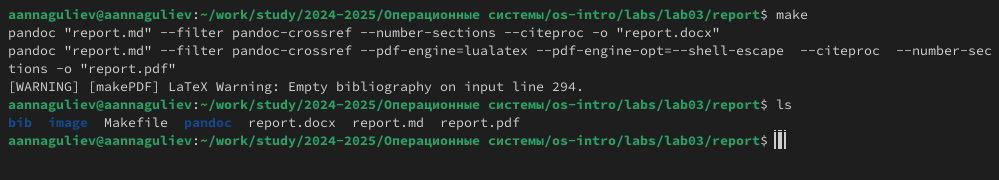 aannaguliev@aannaguliev:~/work/study/2024-2025/Операционные системы/os-intro/labs/lab03/report$ make
pandoc "report.md" --filter pandoc-crossref --number-sections --citeproc -o "report.docx"
pandoc "report.md" --filter pandoc-crossref --pdf-engine=lualatex --pdf-engine-opt=--shell-escape  --citeproc  --number-sec
tions -o "report.pdf"
[WARNING] [makePDF] LaTeX Warning: Empty bibliography on input line 294.
aannaguliev@aannaguliev:~/work/study/2024-2025/Операционные системы/os-intro/labs/lab03/report$ ls
bib  image  Makefile  pandoc  report.docx  report.md  report.pdf
aannaguliev@aannaguliev:~/work/study/2024-2025/Операционные системы/os-intro/labs/lab03/report$